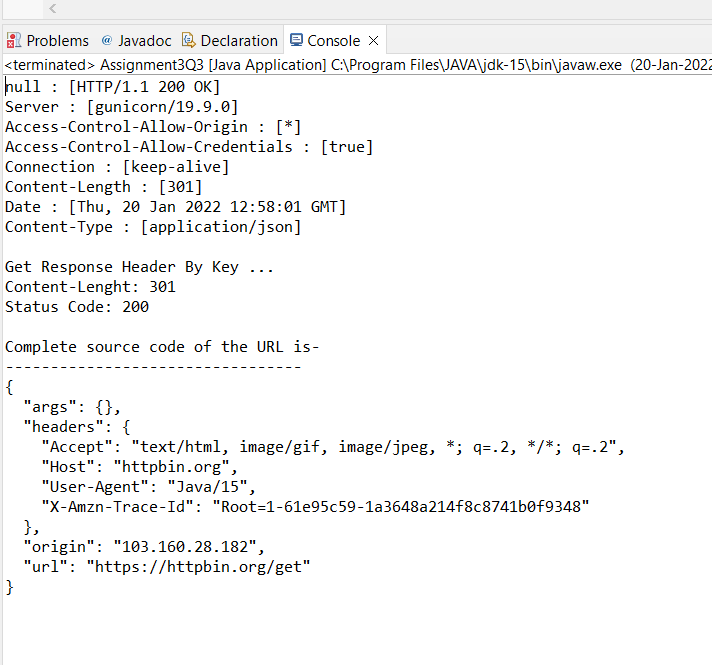 Problems @ Javadoc Declaration Console
<terminated> Assignment3Q3 [Java Application] C:\Program Files\JAVA\jdk-15\bin\javaw.exe (20-Jan-2022
null : [HTTP/1.1 200 OK]
Server : [gunicorn/19.9.0]
Access-Control-Allow-Origin : [*]
Access-Control-Allow-Credentials : [true]
Connection : [keep-alive]
Content-Length : [301]
Date : [Thu, 20 Jan 2022 12:58:01 GMT]
Content-Type : [application/json]

Get Response Header By Key ...
Content-Lenght: 301
Status Code: 200

Complete source code of the URL is-
---------------------------------
{
  "args": {},
  "headers": {
    "Accept": "text/html, image/gif, image/jpeg, *; q=.2, */*; q=.2",
    "Host": "httpbin.org",
    "User-Agent": "Java/15",
    "X-Amzn-Trace-Id": "Root=1-61e95c59-1a3648a214f8c8741b0f9348"
  },
  "origin": "103.160.28.182",
  "url": "https://httpbin.org/get"
}